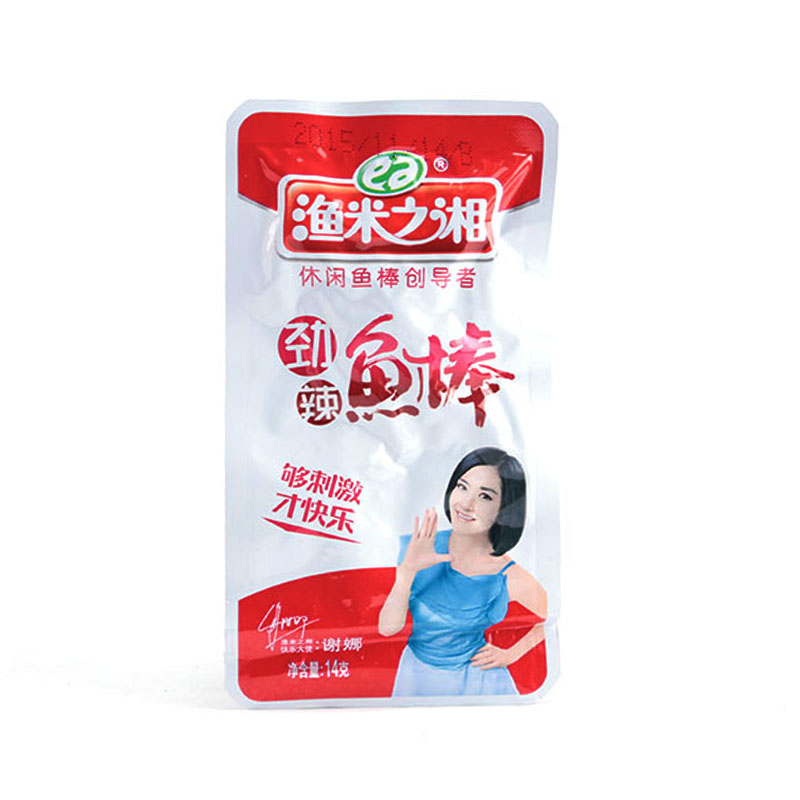 2015/11/14/B
ea®
渔米之湘
休闲鱼棒创导者
劲辣
魚棒
够刺激
才快乐
渔米之湘
快乐大使:谢娜
净含量:14克